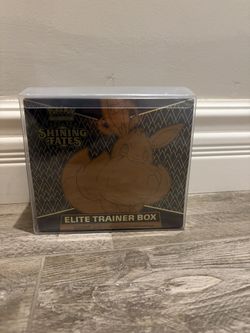 SHINING
FATES
ELITE TRAINER BOX